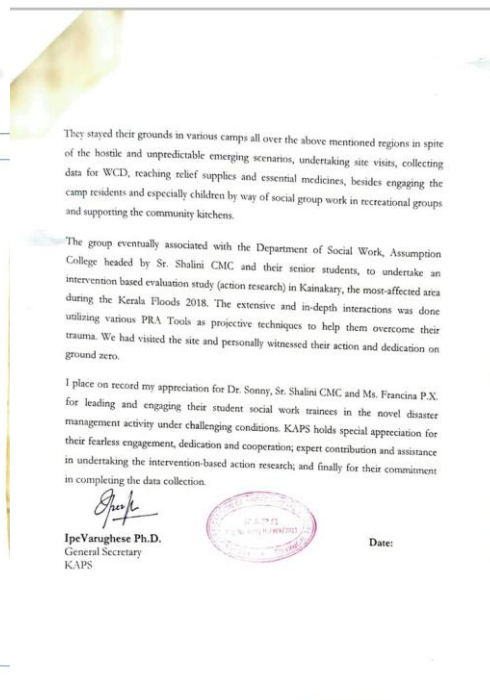 They stayed their grounds in various camps all over the above mentioned regions in spite
of the hostile and unpredictable emerging scenarios, undertaking site visits, collecting
data for WCD, reaching relief supplies and essential medicines, besides engaging the
camp residents and especially children by way of social group work in recreational groups
and supporting the community kitchens.
The group eventually associated with the Department of Social Work, Assumption
College headed by Sr. Shalini CMC and their senior students, to undertake an
intervention based evaluation study (action research) in Kainakary, the most-affected area
during the Kerala Floods 2018. The extensive and in-depth interactions was done
utilizing various PRA Tools as projective techniques to help them overcome their
trauma. We had visited the site and personally witnessed their action and dedication on
ground zero.
I place on record my appreciation for Dr. Sonny, Sr. Shalini CMC and Ms. Francina P.X.
for leading and engaging their student social work trainees in the novel disaster
management activity under challenging conditions. KAPS holds special appreciation for
their fearless engagement, dedication and cooperation; expert contribution and assistance
in undertaking the intervention-based action research; and finally for their commitment
in completing the data collection.
IpeVarughese Ph.D.
General Secretary
KAPS
Date: